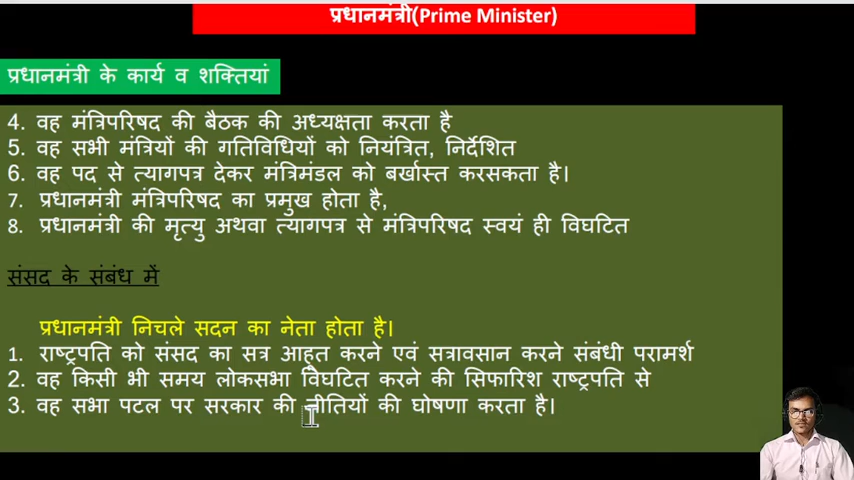 प्रधानमंत्री(Prime Minister)
प्रधानमंत्री के कार्य व शक्तियां
4. वह मंत्रिपरिषद की बैठक की अध्यक्षता करता है
5. वह सभी मंत्रियों की गतिविधियों को नियंत्रित, निर्देशित
6. वह पद से त्यागपत्र देकर मंत्रिमंडल को बर्खास्त करसकता है।
7. प्रधानमंत्री मंत्रिपरिषद का प्रमुख होता है,
8. प्रधानमंत्री की मृत्यु अथवा त्यागपत्र से मंत्रिपरिषद स्वयं ही विघटित
संसद के संबंध में
प्रधानमंत्री निचले सदन का नेता होता है।
1. राष्ट्रपति को संसद का सत्र आहूत करने एवं सत्रावसान करने संबंधी परामर्श
2. वह किसी भी समय लोकसभा विघटित करने की सिफारिश राष्ट्रपति से
3. वह सभा पटल पर सरकार की नीतियों की घोषणा करता है।